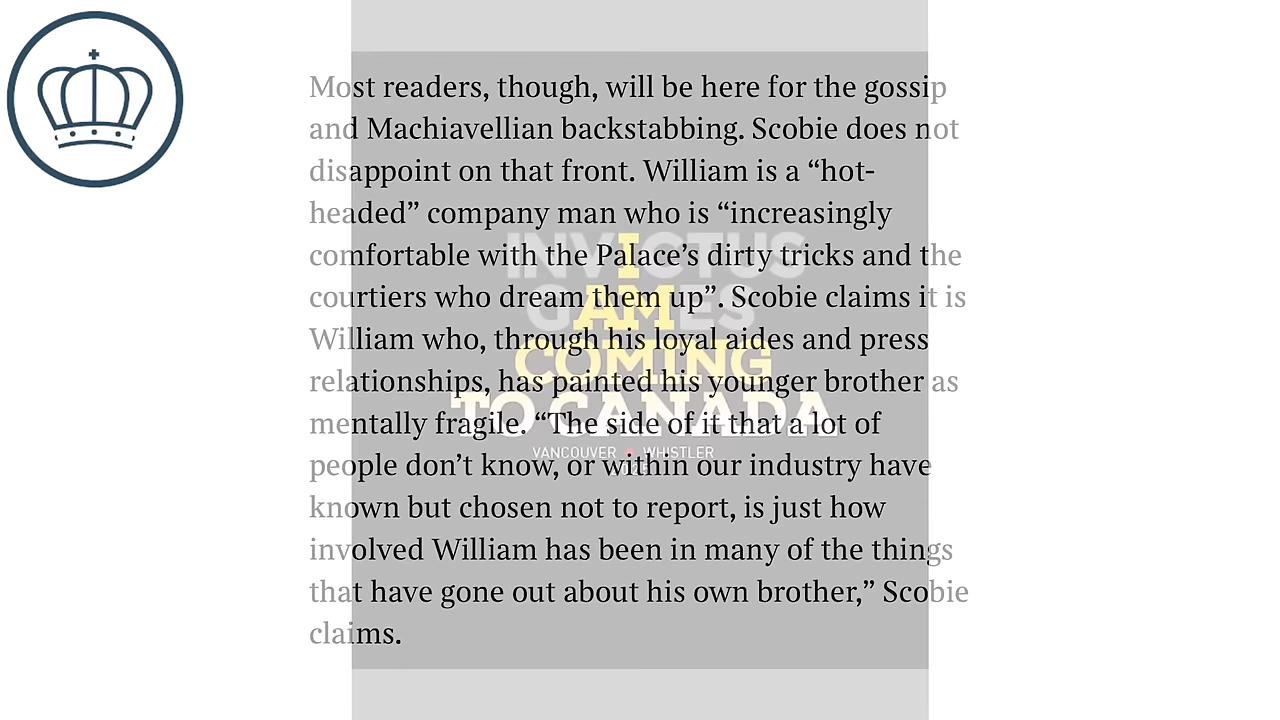 Most readers, though, will be here for the gossip
and Machiavellian backstabbing. Scobie does not
disappoint on that front. William is a “hot-
headed” company man who is “increasingly
comfortable with the Palace’s dirty tricks and the
courtiers who dream them up”. Scobie claims it is
William who, through his loyal aides and press
relationships, has painted his younger brother as
mentally fragile. “The side of it that a lot of
people don’t know, or within our industry have
known but chosen not to report, is just how
involved William has been in many of the things
that have gone out about his own brother,” Scobie
claims.
INVICTUS
GAMES
I
AM
COMING
TO CANADA
VANCOUVER WHISTLER
2025